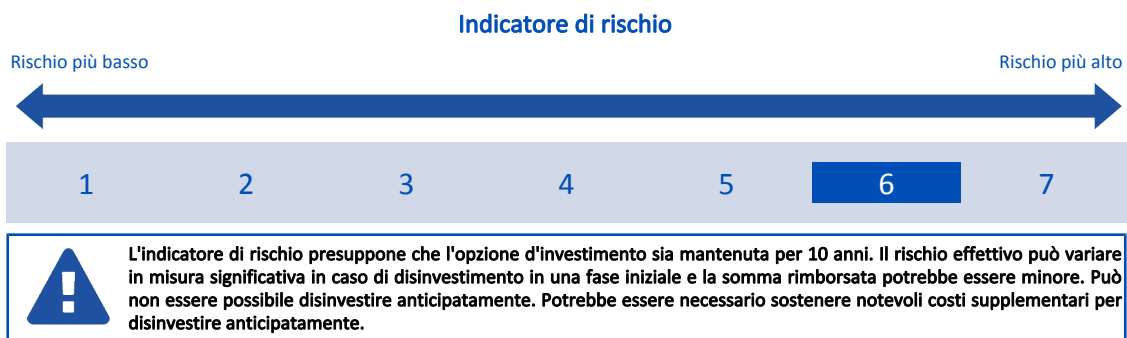 Indicatore di rischio
Rischio più basso
Rischio più alto
1 2 3 4 5 6 7
L'indicatore di rischio presuppone che l'opzione d'investimento sia mantenuta per 10 anni. Il rischio effettivo può variare
in misura significativa in caso di disinvestimento in una fase iniziale e la somma rimborsata potrebbe essere minore. Può
non essere possibile disinvestire anticipatamente. Potrebbe essere necessario sostenere notevoli costi supplementari per
disinvestire anticipatamente.